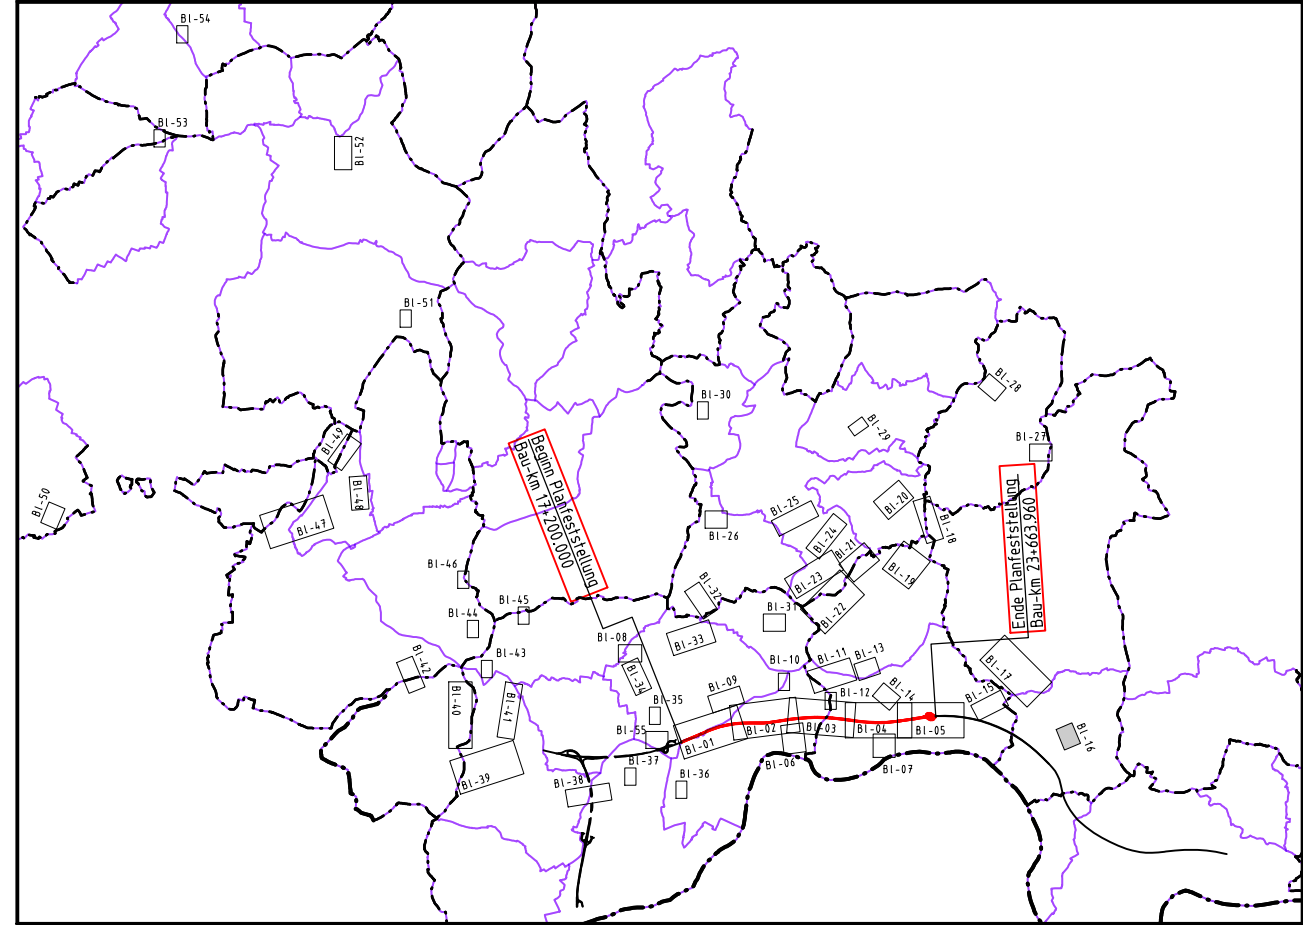 Bl-54
Bl-53
Bl-52
Bl-51
Bl-50
Bl-49
Bl-48
Bl-47
Bl-46
Bl-45
Bl-44
Bl-43
Bl-42
Bl-41
Bl-40
Bl-39
Bl-38
Bl-37
Bl-36
Bl-55
Bl-35
Bl-34
Bl-08
Bl-33
Bl-32
Bl-31
Bl-30
Bl-29
Bl-28
Bl-27
Bl-26
Bl-25
Bl-24
Bl-23
Bl-22
Bl-21
Bl-20
Bl-19
Bl-18
Bl-17
Bl-16
Bl-15
Bl-14
Bl-13
Bl-12
Bl-11
Bl-10
Bl-09
Bl-01
Bl-02
Bl-03
Bl-04
Bl-05
Bl-06
Bl-07
Beginn Planfeststellung
Bau-km 17+200.000
Ende Planfeststellung
Bau-km 23+663.960